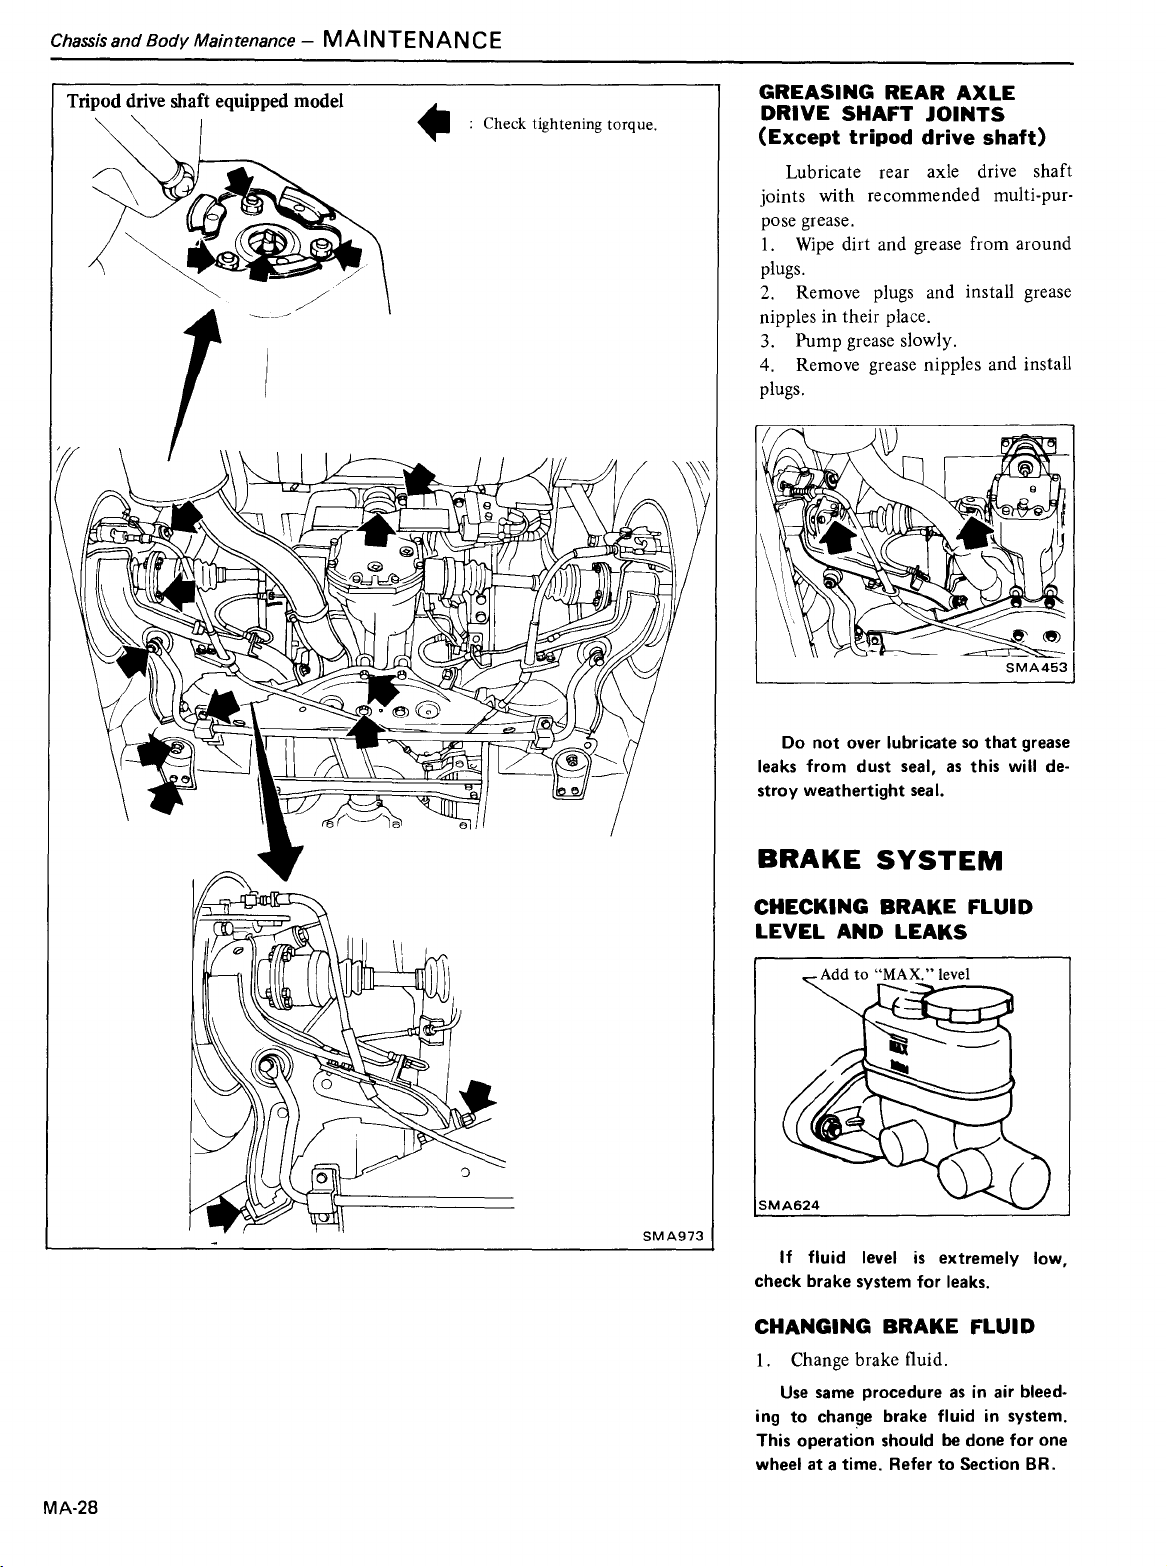 Chassis and Body Maintenance – MAINTENANCE
Tripod drive shaft equipped model
: Check tightening torque.
SMA973
GREASING REAR AXLE
DRIVE SHAFT JOINTS
(Except tripod drive shaft)
Lubricate rear axle drive shaft
joints with recommended multi-pur-
pose grease.
1. Wipe dirt and grease from around
plugs.
2. Remove plugs and install grease
nipples in their place.
3. Pump grease slowly.
4. Remove grease nipples and install
plugs.
SMA453
Do not over lubricate so that grease
leaks from dust seal, as this will de-
stroy weathertight seal.
BRAKE SYSTEM
CHECKING BRAKE FLUID
LEVEL AND LEAKS
Add to “MAX.” level
MAX
SMA624
If fluid level is extremely low,
check brake system for leaks.
CHANGING BRAKE FLUID
1. Change brake fluid.
Use same procedure as in air bleed-
ing to change brake fluid in system.
This operation should be done for one
wheel at a time. Refer to Section BR.
MA-28